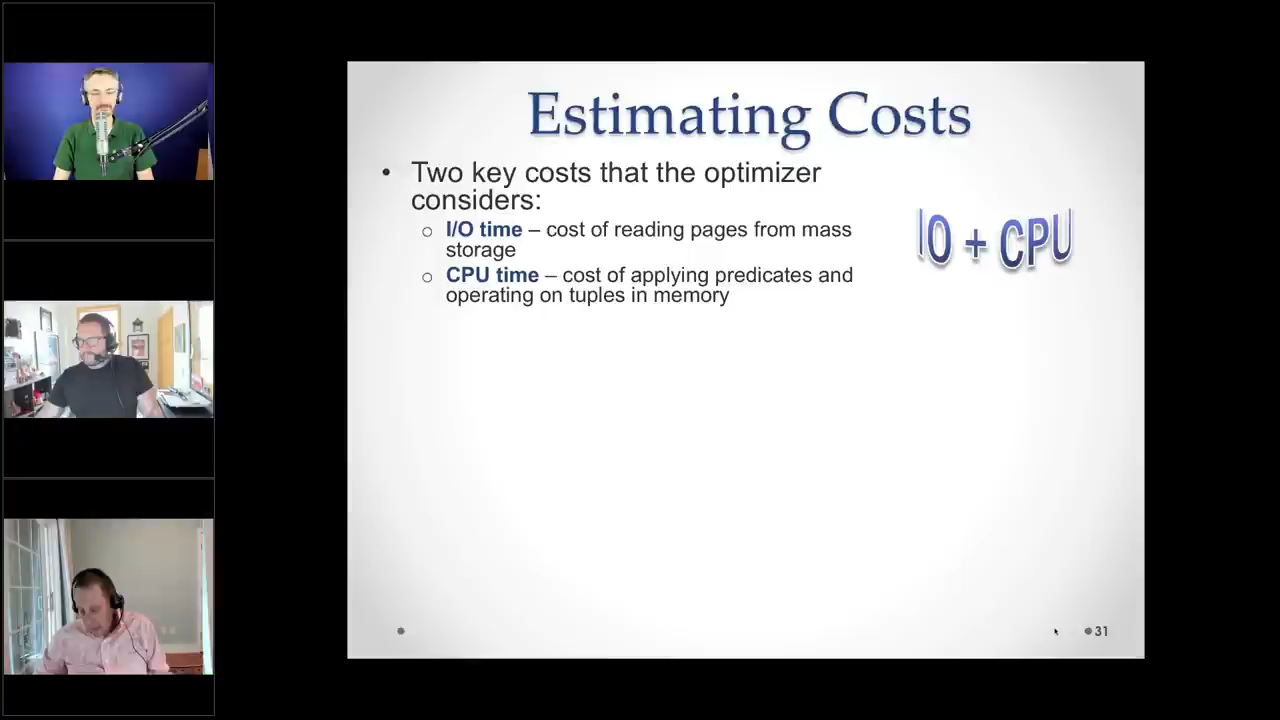 Estimating Costs
• Two key costs that the optimizer
considers:
o I/O time – cost of reading pages from mass
storage
o CPU time – cost of applying predicates and
operating on tuples in memory
IO + CPU
31